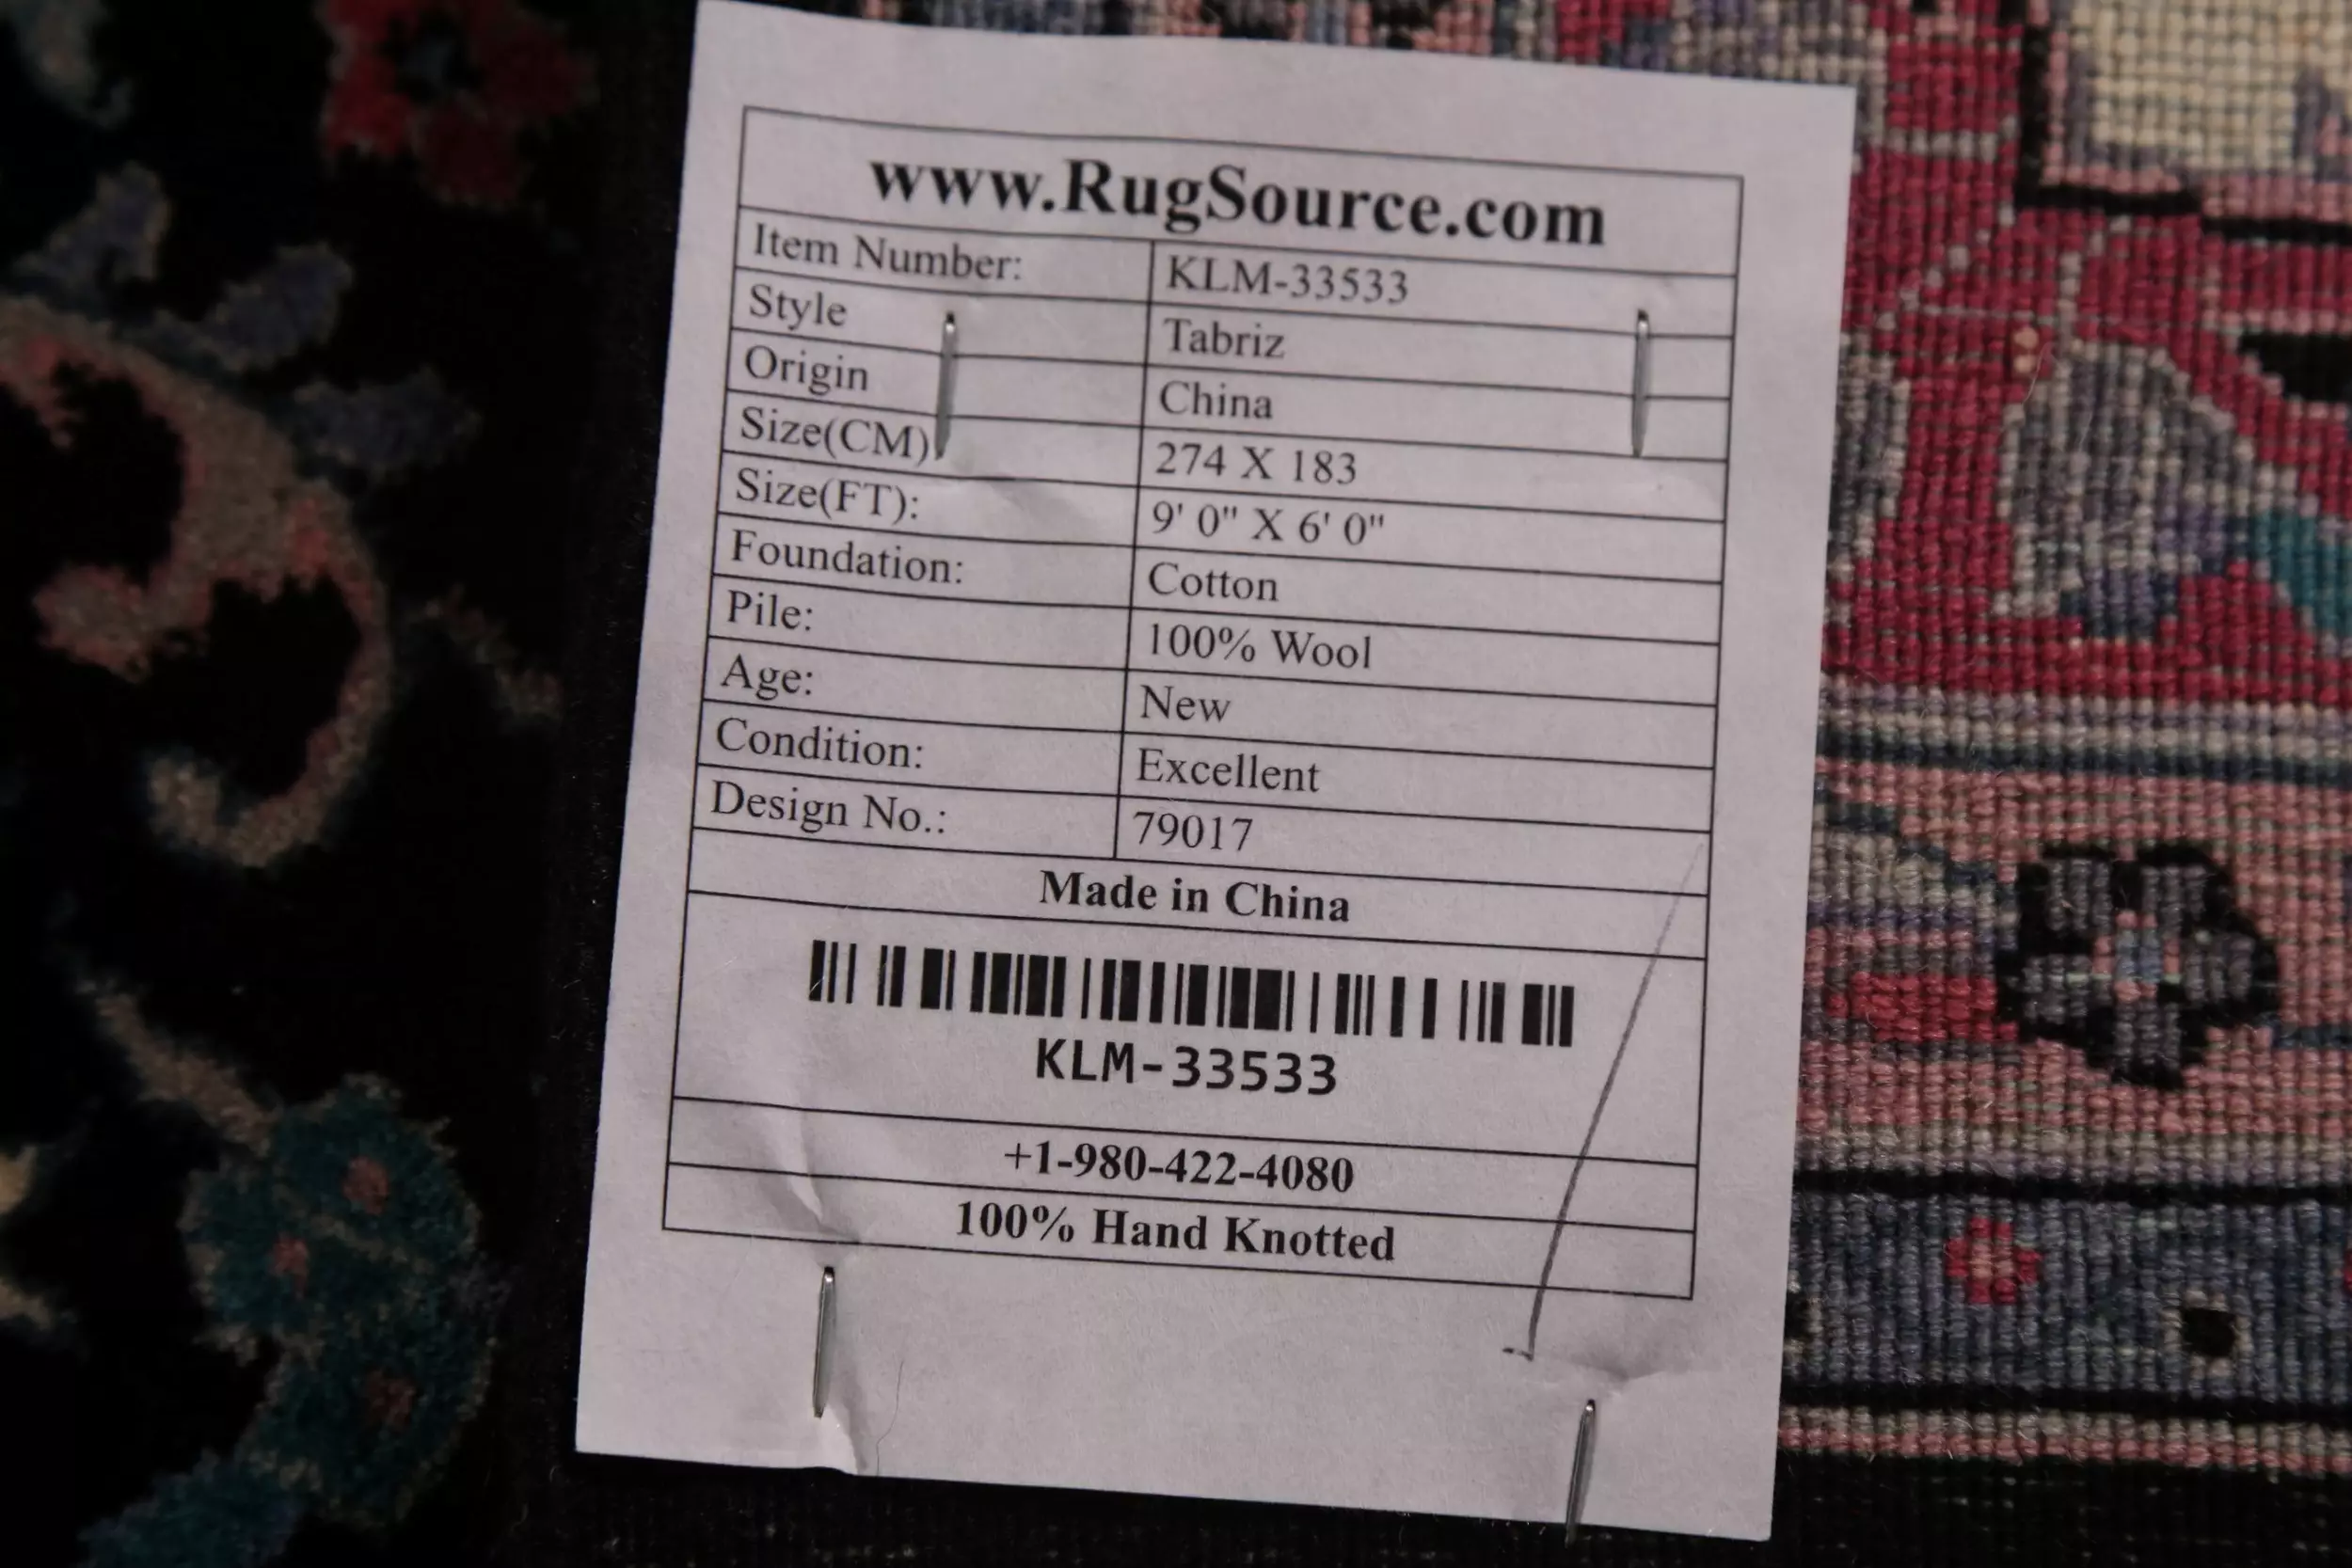 www.RugSource.com
Item Number: KLM-33533
Style Tabriz
Origin China
Size(CM) 274 X 183
Size(FT): 9' 0" X 6' 0"
Foundation: Cotton
Pile: 100% Wool
Age: New
Condition: Excellent
Design No.: 79017
Made in China
KLM-33533
+1-980-422-4080
100% Hand Knotted